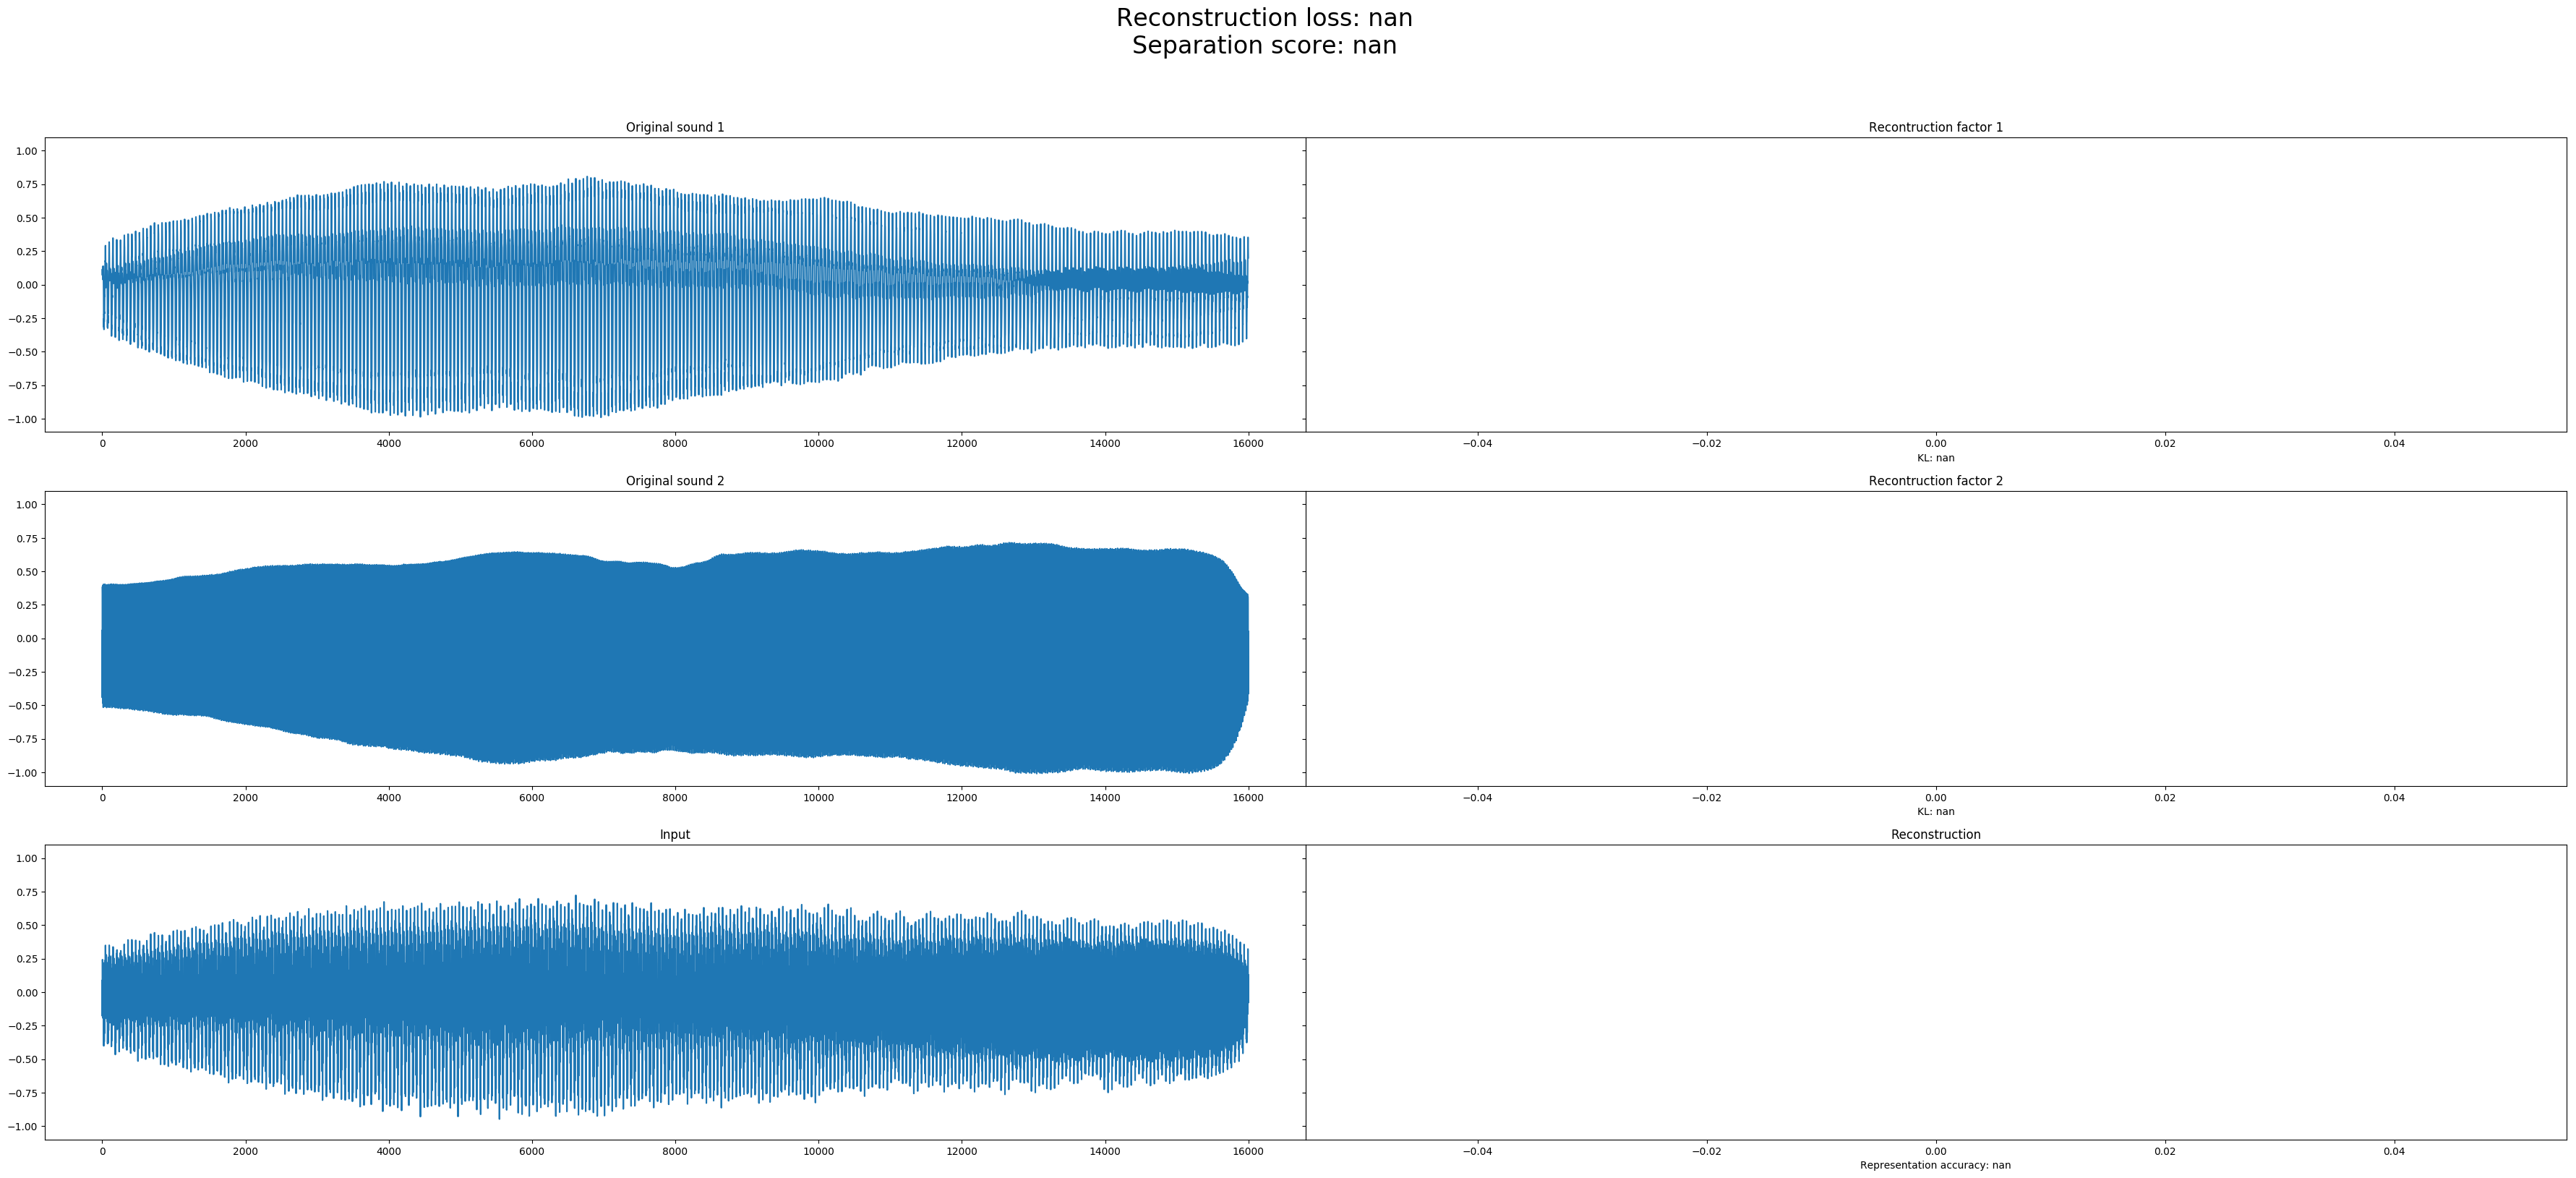 Reconstruction loss: nan
Separation score: nan
Original sound 1
Recontruction factor 1
1.00
0.75
0.50
0.25
0.00
−0.25
−0.50
−0.75
−1.00
0 2000 4000 6000 8000 10000 12000 14000 16000
−0.04 −0.02 0.00 0.02 0.04
KL: nan
Original sound 2
Recontruction factor 2
1.00
0.75
0.50
0.25
0.00
−0.25
−0.50
−0.75
−1.00
0 2000 4000 6000 8000 10000 12000 14000 16000
−0.04 −0.02 0.00 0.02 0.04
KL: nan
Input
Reconstruction
1.00
0.75
0.50
0.25
0.00
−0.25
−0.50
−0.75
−1.00
0 2000 4000 6000 8000 10000 12000 14000 16000
−0.04 −0.02 0.00 0.02 0.04
Representation accuracy: nan